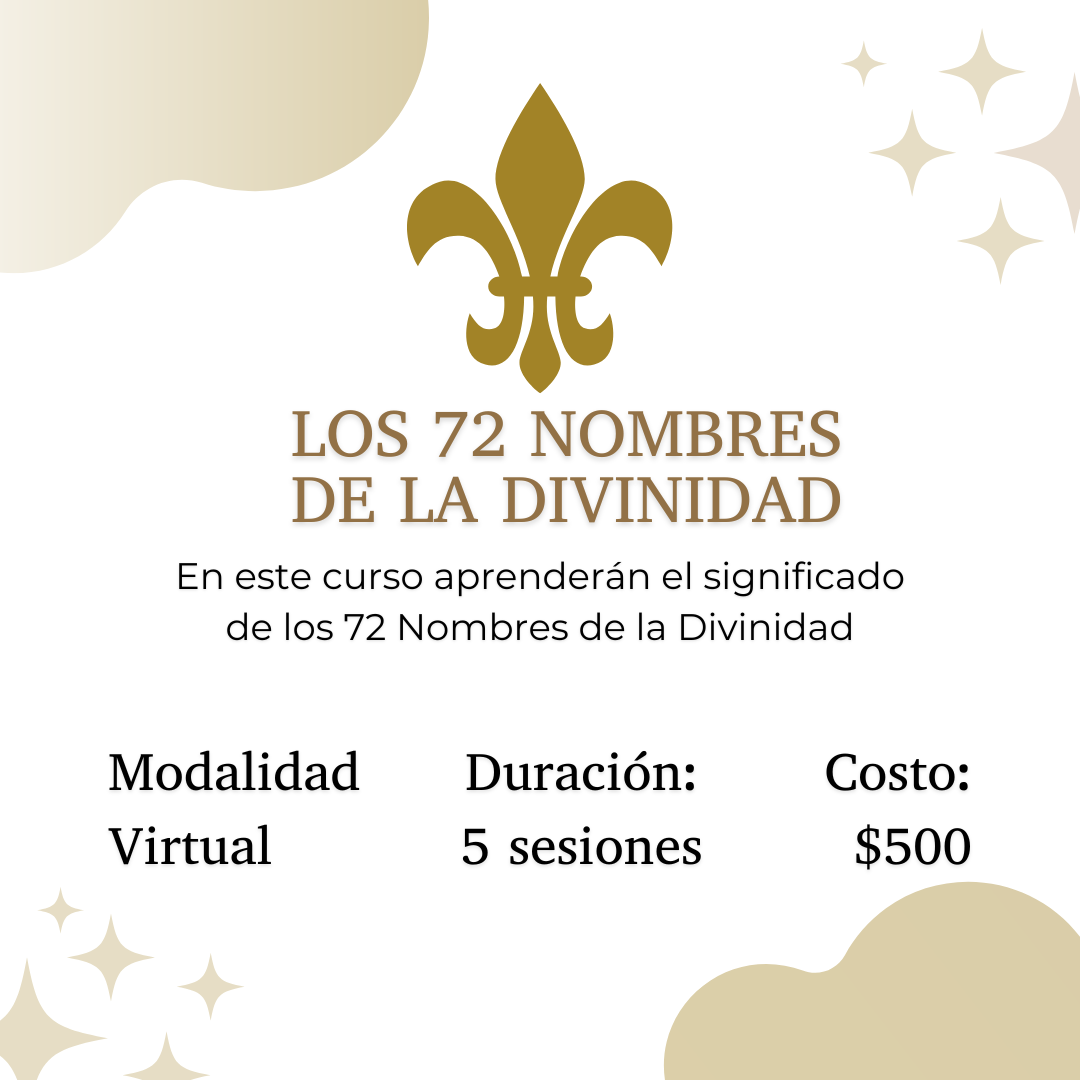 LOS 72 NOMBRES
DE LA DIVINIDAD
En este curso aprenderán el significado
de los 72 Nombres de la Divinidad
Modalidad
Virtual
Duración:
5 sesiones
Costo:
$500